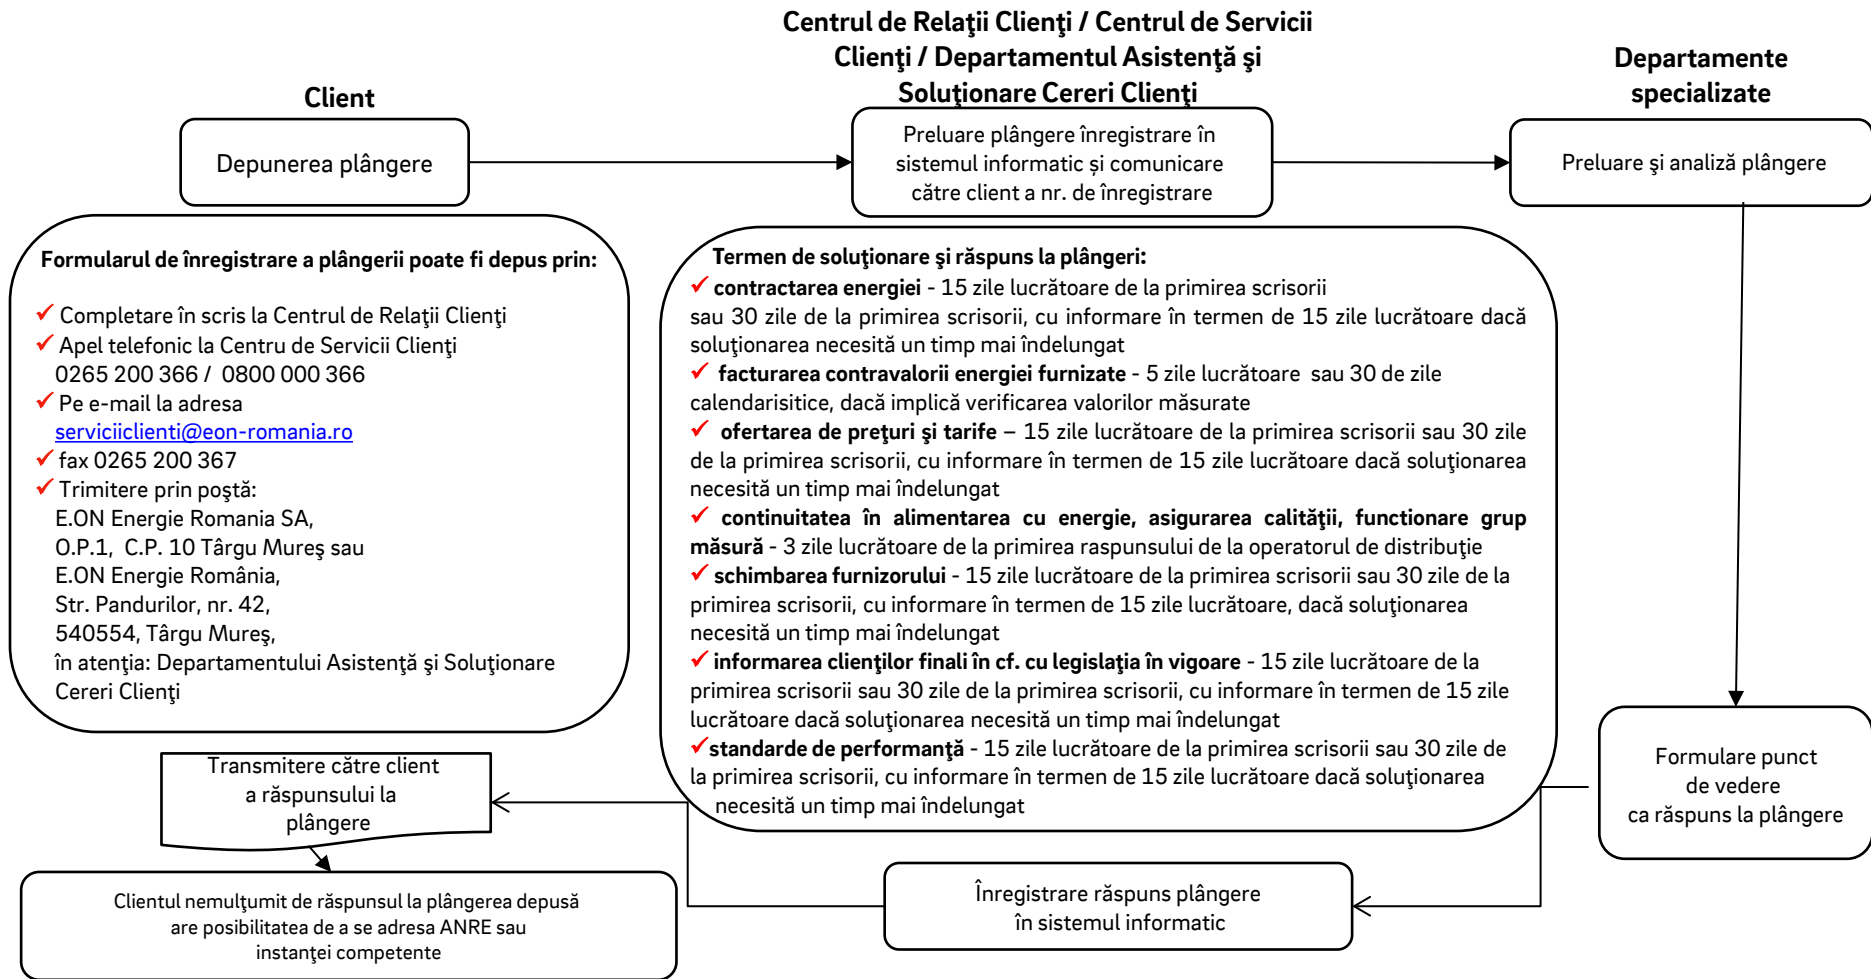 Centrul de Relaţii Clienţi / Centrul de Servicii
Clienţi / Departamentul Asistenţă şi
Soluţionare Cereri Clienţi
Departamente
specializate
Client
Depunerea plângere
Preluare plângere înregistrare în
sistemul informatic și comunicare
către client a nr. de înregistrare
Preluare şi analiză plângere
Formularul de înregistrare a plângerii poate fi depus prin:
✓ Completare în scris la Centrul de Relaţii Clienţi
✓ Apel telefonic la Centru de Servicii Clienţi
0265 200 366 / 0800 000 366
✓ Pe e-mail la adresa
serviciiclienti@eon-romania.ro
✓ fax 0265 200 367
✓ Trimitere prin poştă:
E.ON Energie Romania SA,
O.P.1, C.P. 10 Târgu Mureş sau
E.ON Energie România,
Str. Pandurilor, nr. 42,
540554, Târgu Mureş,
în atenţia: Departamentului Asistenţă şi Soluţionare
Cereri Clienţi
Termen de soluţionare şi răspuns la plângeri:
✓ contractarea energiei - 15 zile lucrătoare de la primirea scrisorii
sau 30 zile de la primirea scrisorii, cu informare în termen de 15 zile lucrătoare dacă
soluţionarea necesită un timp mai îndelungat
✓ facturarea contravalorii energiei furnizate - 5 zile lucrătoare sau 30 de zile
calendarisitice, dacă implică verificarea valorilor măsurate
✓ ofertarea de preţuri şi tarife – 15 zile lucrătoare de la primirea scrisorii sau 30 zile
de la primirea scrisorii, cu informare în termen de 15 zile lucrătoare dacă soluţionarea
necesită un timp mai îndelungat
✓ continuitatea în alimentarea cu energie, asigurarea calităţii, functionare grup
măsură - 3 zile lucrătoare de la primirea raspunsului de la operatorul de distribuţie
✓ schimbarea furnizorului - 15 zile lucrătoare de la primirea scrisorii sau 30 zile de la
primirea scrisorii, cu informare în termen de 15 zile lucrătoare, dacă soluţionarea
necesită un timp mai îndelungat
✓ informarea clienţilor finali în cf. cu legislaţia în vigoare - 15 zile lucrătoare de la
primirea scrisorii sau 30 zile de la primirea scrisorii, cu informare în termen de 15 zile
lucrătoare dacă soluţionarea necesită un timp mai îndelungat
✓ standarde de performanţă - 15 zile lucrătoare de la primirea scrisorii sau 30 zile de
la primirea scrisorii, cu informare în termen de 15 zile lucrătoare dacă soluţionarea
necesită un timp mai îndelungat
Formulare punct
de vedere
ca răspuns la plângere
Transmitere către client
a răspunsului la
plângere
Înregistrare răspuns plângere
în sistemul informatic
Clientul nemulţumit de răspunsul la plângerea depusă
are posibilitatea de a se adresa ANRE sau
instanţei competente